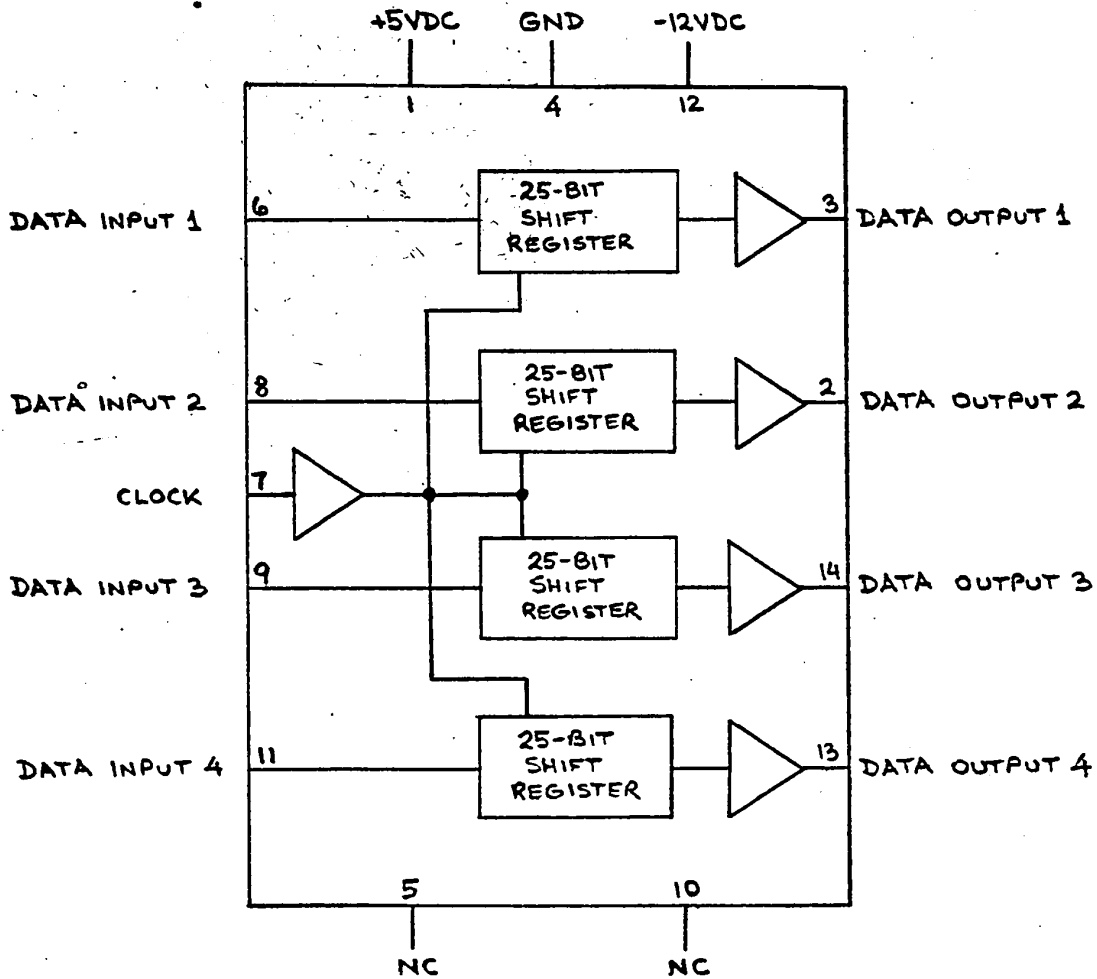 +5VDC GND -12VDC
1 4 12
25-BIT
SHIFT
REGISTER
DATA INPUT 1 6 3 DATA OUTPUT 1
25-BIT
SHIFT
REGISTER
DATA INPUT 2 8 2 DATA OUTPUT 2
CLOCK 7
25-BIT
SHIFT
REGISTER
DATA INPUT 3 9 14 DATA OUTPUT 3
25-BIT
SHIFT
REGISTER
DATA INPUT 4 11 13 DATA OUTPUT 4
5 10
NC NC